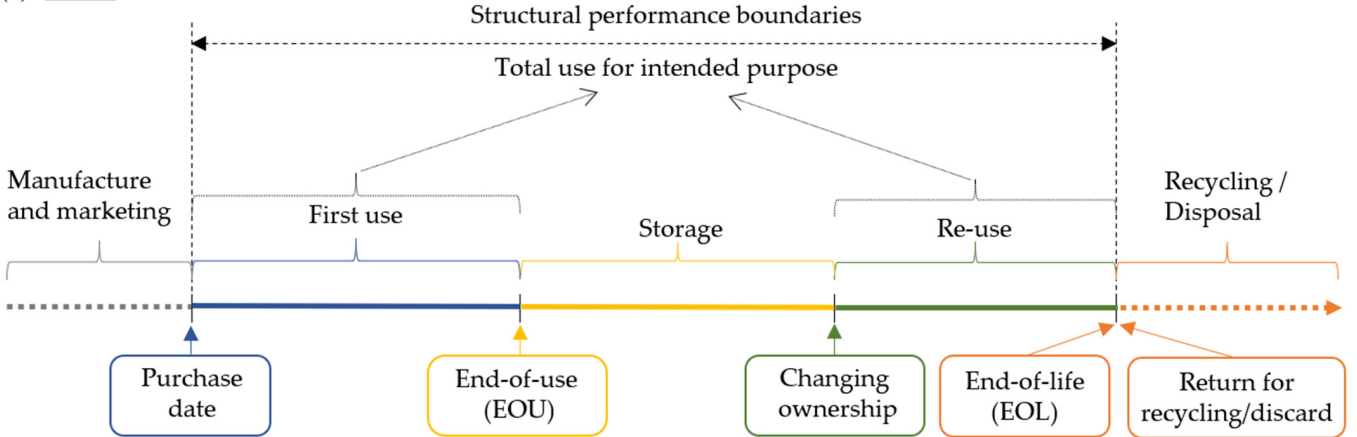 Structural performance boundaries
Total use for intended purpose
Manufacture
and marketing
First use
Storage
Re-use
Recycling /
Disposal
Purchase
date
End-of-use
(EOU)
Changing
ownership
End-of-life
(EOL)
Return for
recycling/discard